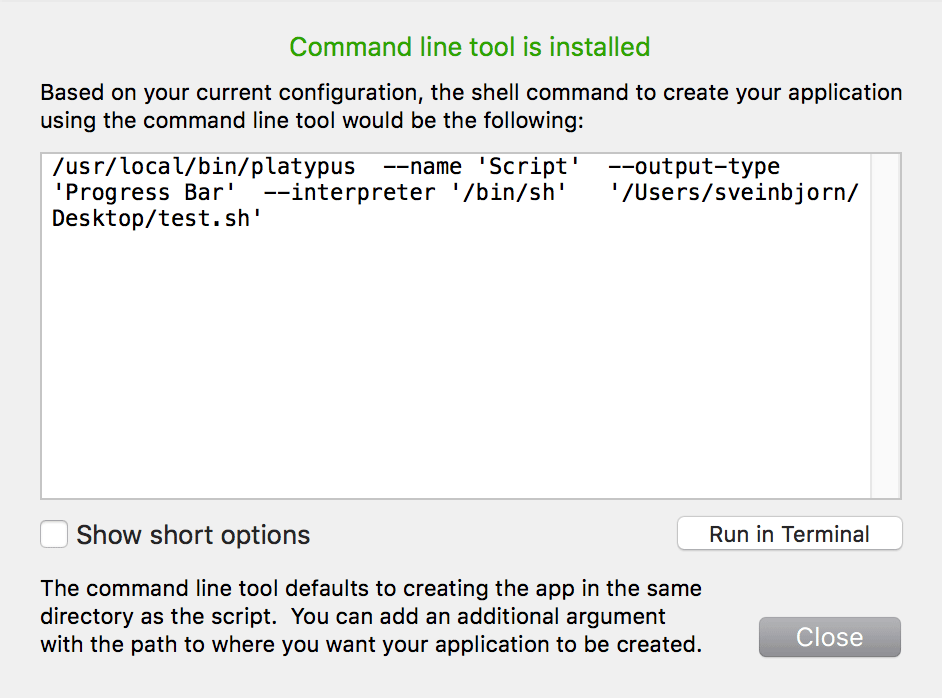 Command line tool is installed
Based on your current configuration, the shell command to create your application
using the command line tool would be the following:
/usr/local/bin/platypus  --name 'Script'  --output-type
'Progress Bar'  --interpreter '/bin/sh'   '/Users/sveinbjorn/
Desktop/test.sh'
Show short options
Run in Terminal
The command line tool defaults to creating the app in the same
directory as the script.  You can add an additional argument
with the path to where you want your application to be created.
Close